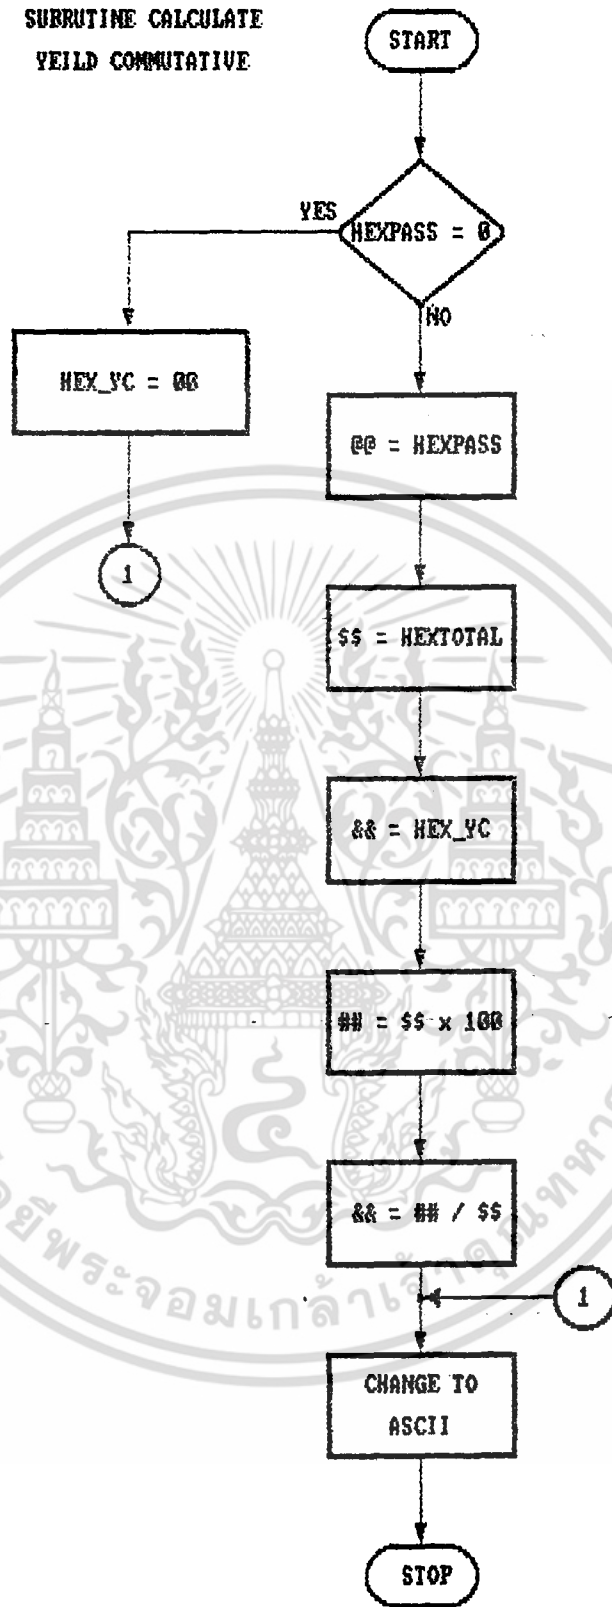 SUBRUTINE CALCULATE
YEILD COMMUTATIVE
START
HEXPASS = 0
YES
NO
HEX_YC = 00
@@ = HEXPASS
1
$$ = HEXTOTAL
&& = HEX_YC
## = $$ x 100
&& = ## / $$
1
CHANGE TO
ASCII
STOP